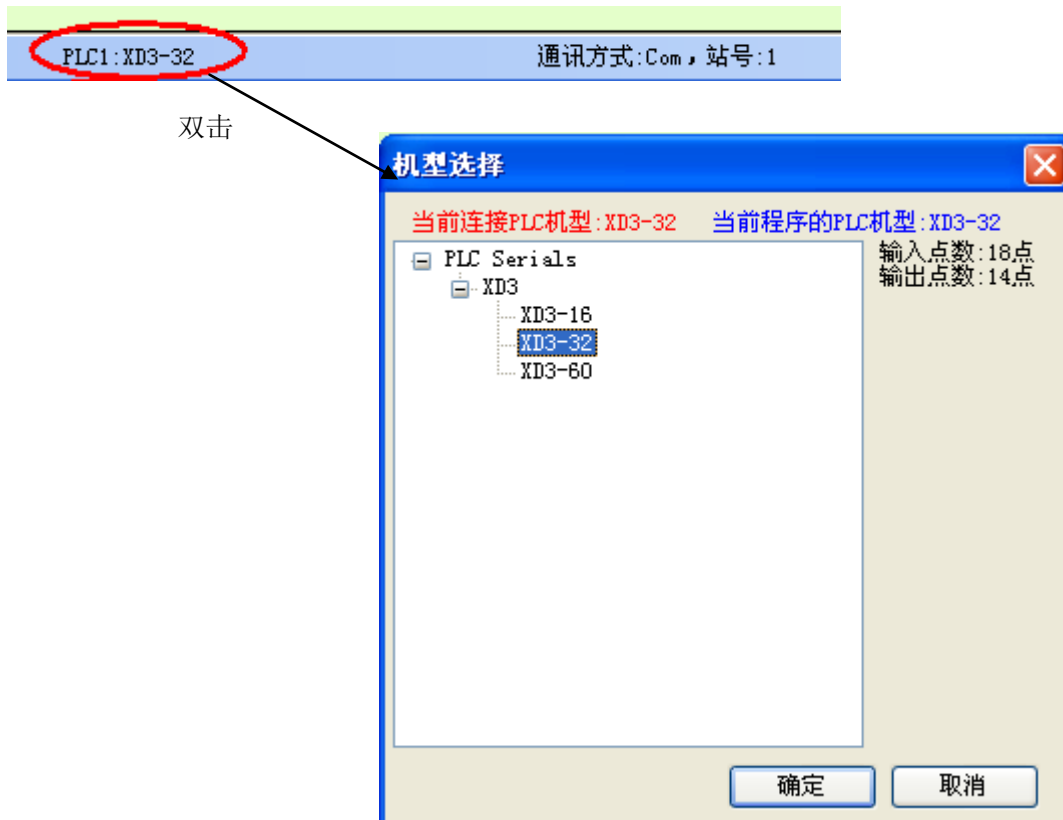 PLC1:XD3-32 通讯方式:Com，站号:1
双击
机型选择
当前连接PLC机型:XD3-32 当前程序的PLC机型:XD3-32
PLC Serials
XD3
XD3-16
XD3-32
XD3-60
输入点数:18点
输出点数:14点
确定 取消